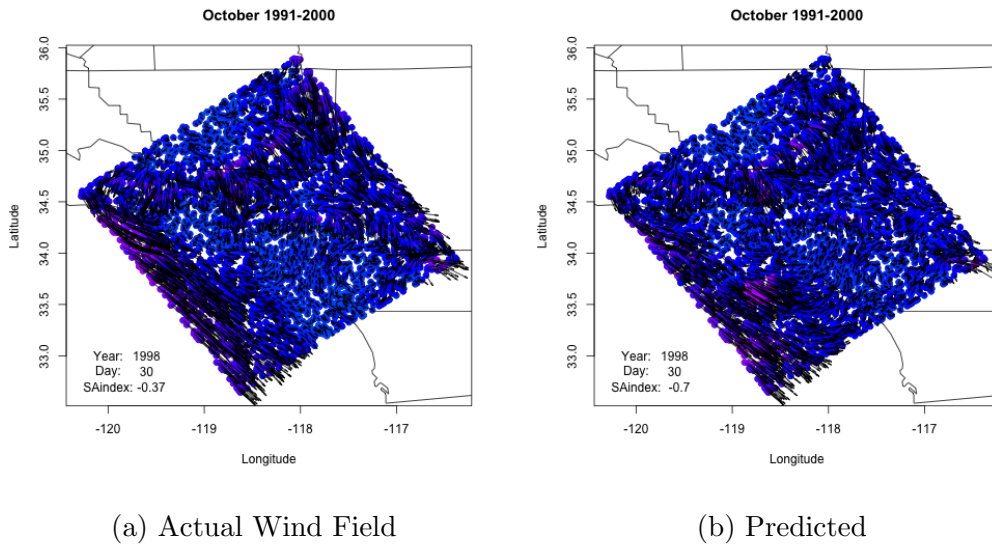 October 1991-2000
36.0
35.5
35.0
34.5
34.0
33.5
33.0
Latitude
Year: 1998
Day: 30
SAindex: -0.37
-120 -119 -118 -117
Longitude
(a) Actual Wind Field
October 1991-2000
36.0
35.5
35.0
34.5
34.0
33.5
33.0
Latitude
Year: 1998
Day: 30
SAindex: -0.7
-120 -119 -118 -117
Longitude
(b) Predicted